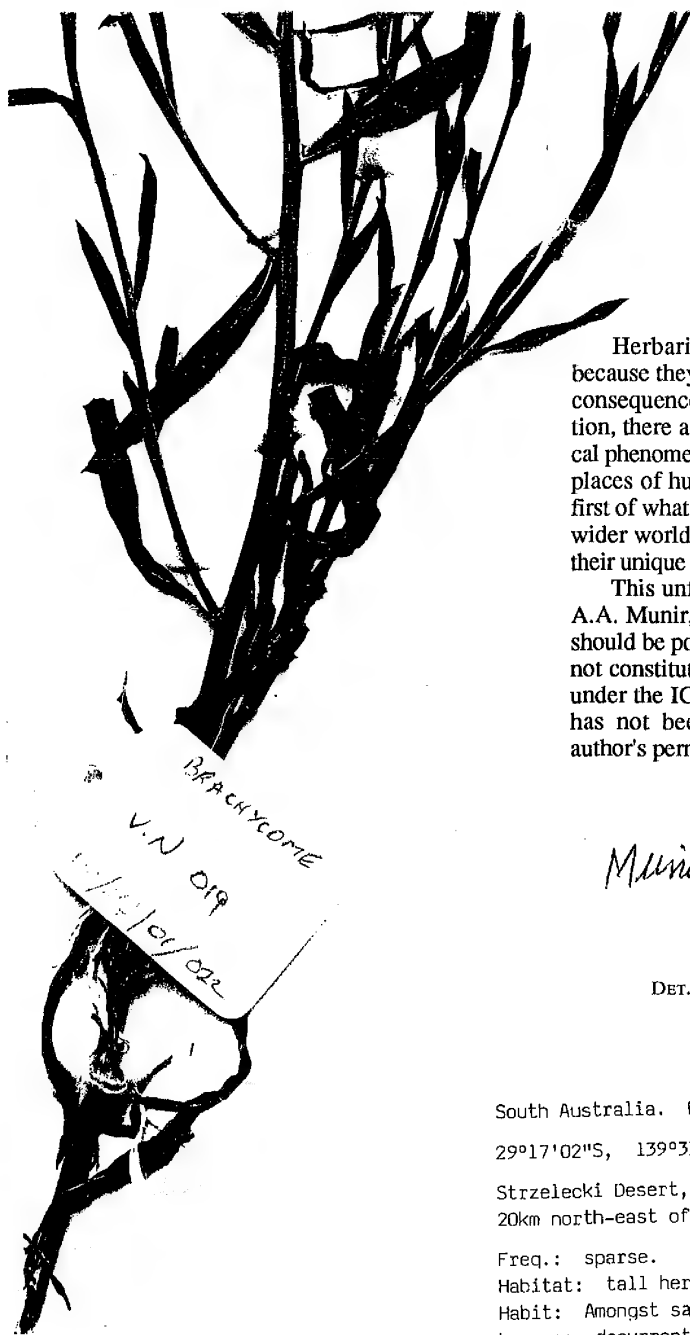 Herbari
because they
consequence
tion, there a
cal phenome
places of hu
first of what
wider world
their unique
This unf
A.A. Munir,
should be po
not constitut
under the IC
has not bee
author's perr
BRACHYCOME
V.N 019
/01/022
Muni
DET.
South Australia.
29°17'02"S, 139°3
Strzelecki Desert,
20km north-east of
Freq.: sparse.
Habitat: tall her
Habit: Amongst sa